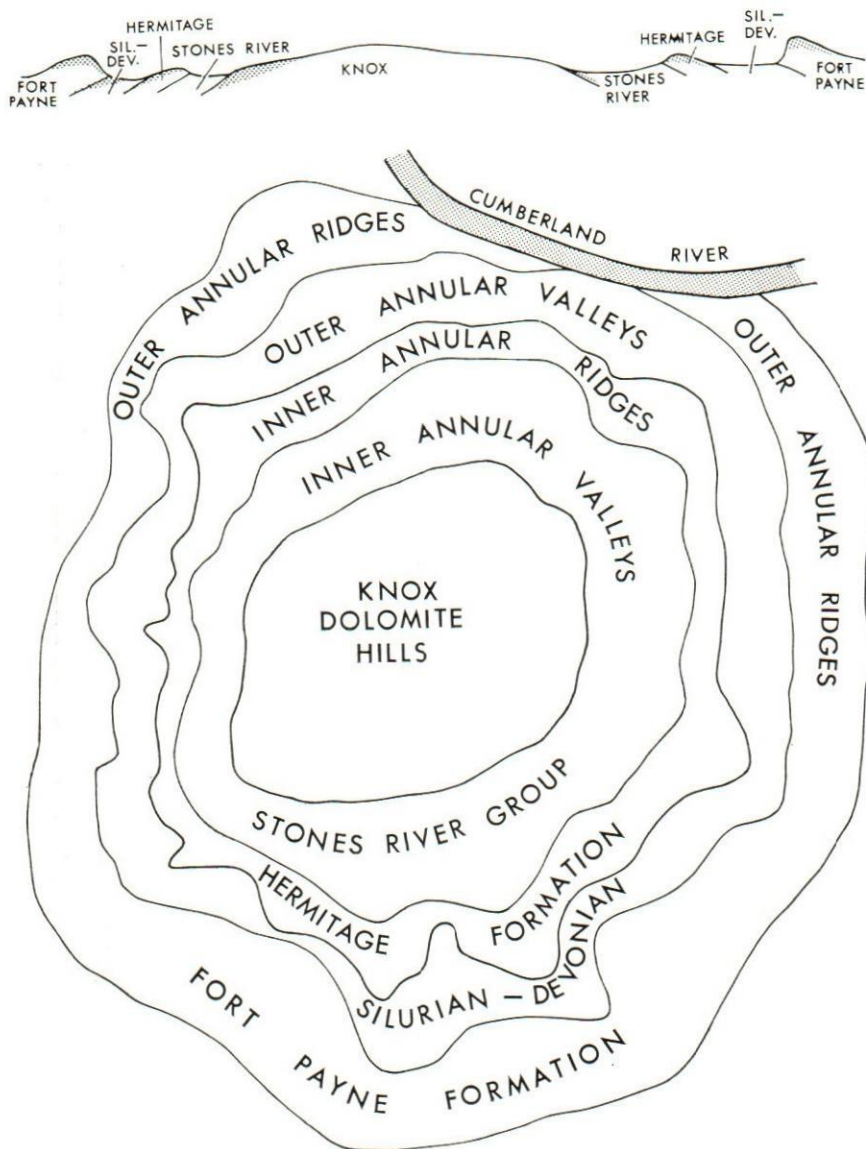 HERMITAGE
SIL.–
DEV.
STONES RIVER
FORT
PAYNE
KNOX
HERMITAGE
SIL.–
DEV.
STONES
RIVER
FORT
PAYNE
CUMBERLAND RIVER
OUTER ANNULAR RIDGES
OUTER ANNULAR VALLEYS
INNER ANNULAR RIDGES
INNER ANNULAR VALLEYS
OUTER ANNULAR RIDGES
KNOX
DOLOMITE
HILLS
STONES RIVER GROUP
HERMITAGE FORMATION
SILURIAN – DEVONIAN
FORT PAYNE FORMATION